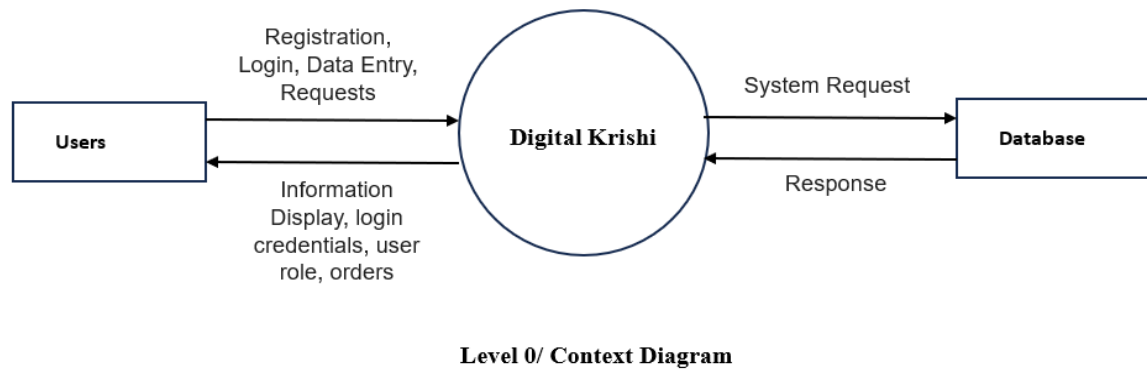 Registration,
Login, Data Entry,
Requests
System Request
Users
Digital Krishi
Database
Information
Display, login
credentials, user
role, orders
Response
Level 0/ Context Diagram